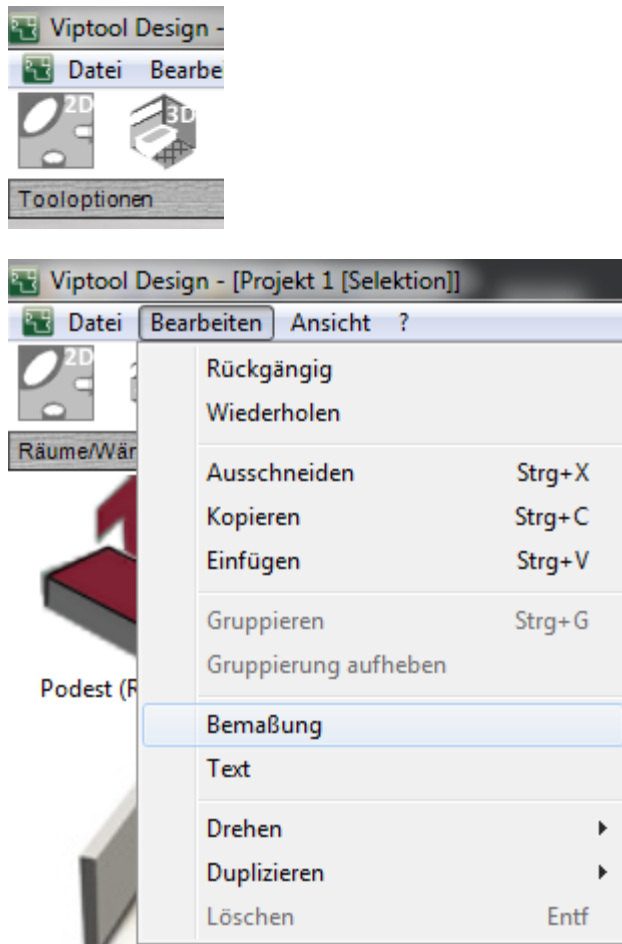 Viptool Design -
Datei Bearbe
2D 3D
Tooloptionen
Viptool Design - [Projekt 1 [Selektion]]
Datei Bearbeiten Ansicht ?
2D
Rückgängig
Wiederholen
Räume/Wär
Ausschneiden Strg+X
Kopieren Strg+C
Einfügen Strg+V
Gruppieren Strg+G
Gruppierung aufheben
Podest (R
Bemaßung
Text
Drehen
Duplizieren
Löschen Entf